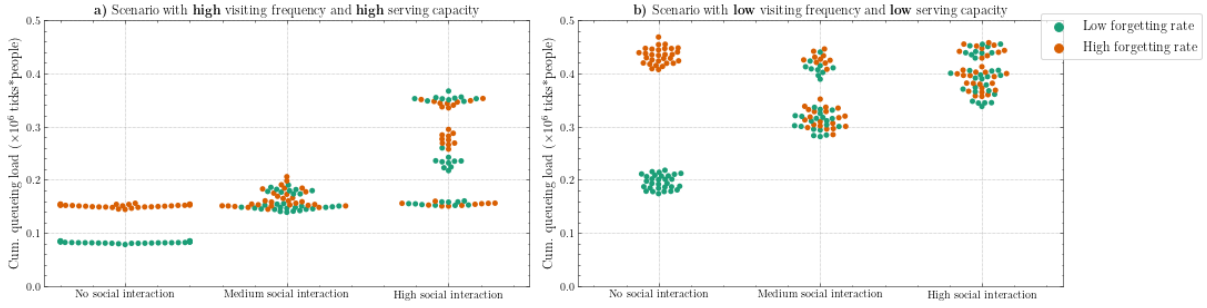 a) Scenario with high visiting frequency and high serving capacity
Cum. queueing load (×10⁶ ticks*people)
0.5
0.4
0.3
0.2
0.1
0.0
No social interaction
Medium social interaction
High social interaction
b) Scenario with low visiting frequency and low serving capacity
Cum. queueing load (×10⁶ ticks*people)
0.5
0.4
0.3
0.2
0.1
0.0
No social interaction
Medium social interaction
High social interaction
Low forgetting rate
High forgetting rate